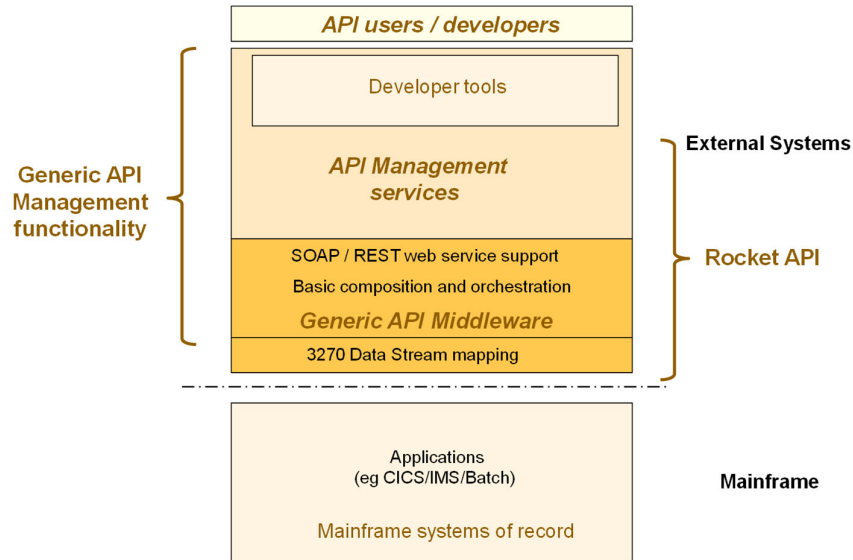 API users / developers
Developer tools
External Systems
Generic API
Management
functionality
API Management
services
SOAP / REST web service support
Rocket API
Basic composition and orchestration
Generic API Middleware
3270 Data Stream mapping
Applications
(eg CICS/IMS/Batch)
Mainframe
Mainframe systems of record